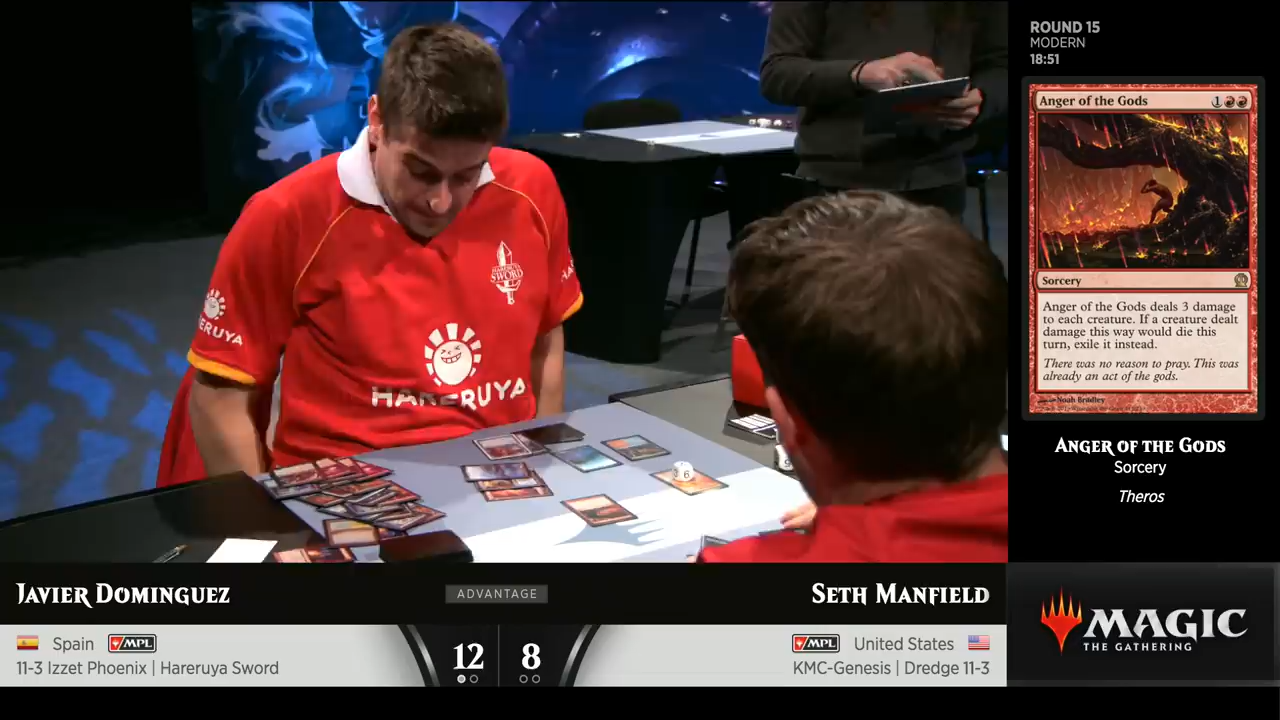 ROUND 15
MODERN
18:51
Anger of the Gods 1
Sorcery
Anger of the Gods deals 3 damage
to each creature. If a creature dealt
damage this way would die this
turn, exile it instead.
There was no reason to pray. This was
already an act of the gods.
Noah Bradley
ANGER OF THE GODS
Sorcery
Theros
HARERUYA
SWORD
ERUYA
HARERUYA
6
JAVIER DOMINGUEZ
ADVANTAGE
SETH MANFIELD
Spain MPL
11-3 Izzet Phoenix | Hareruya Sword
12 8
MPL United States
KMC-Genesis | Dredge 11-3
MAGIC
THE GATHERING